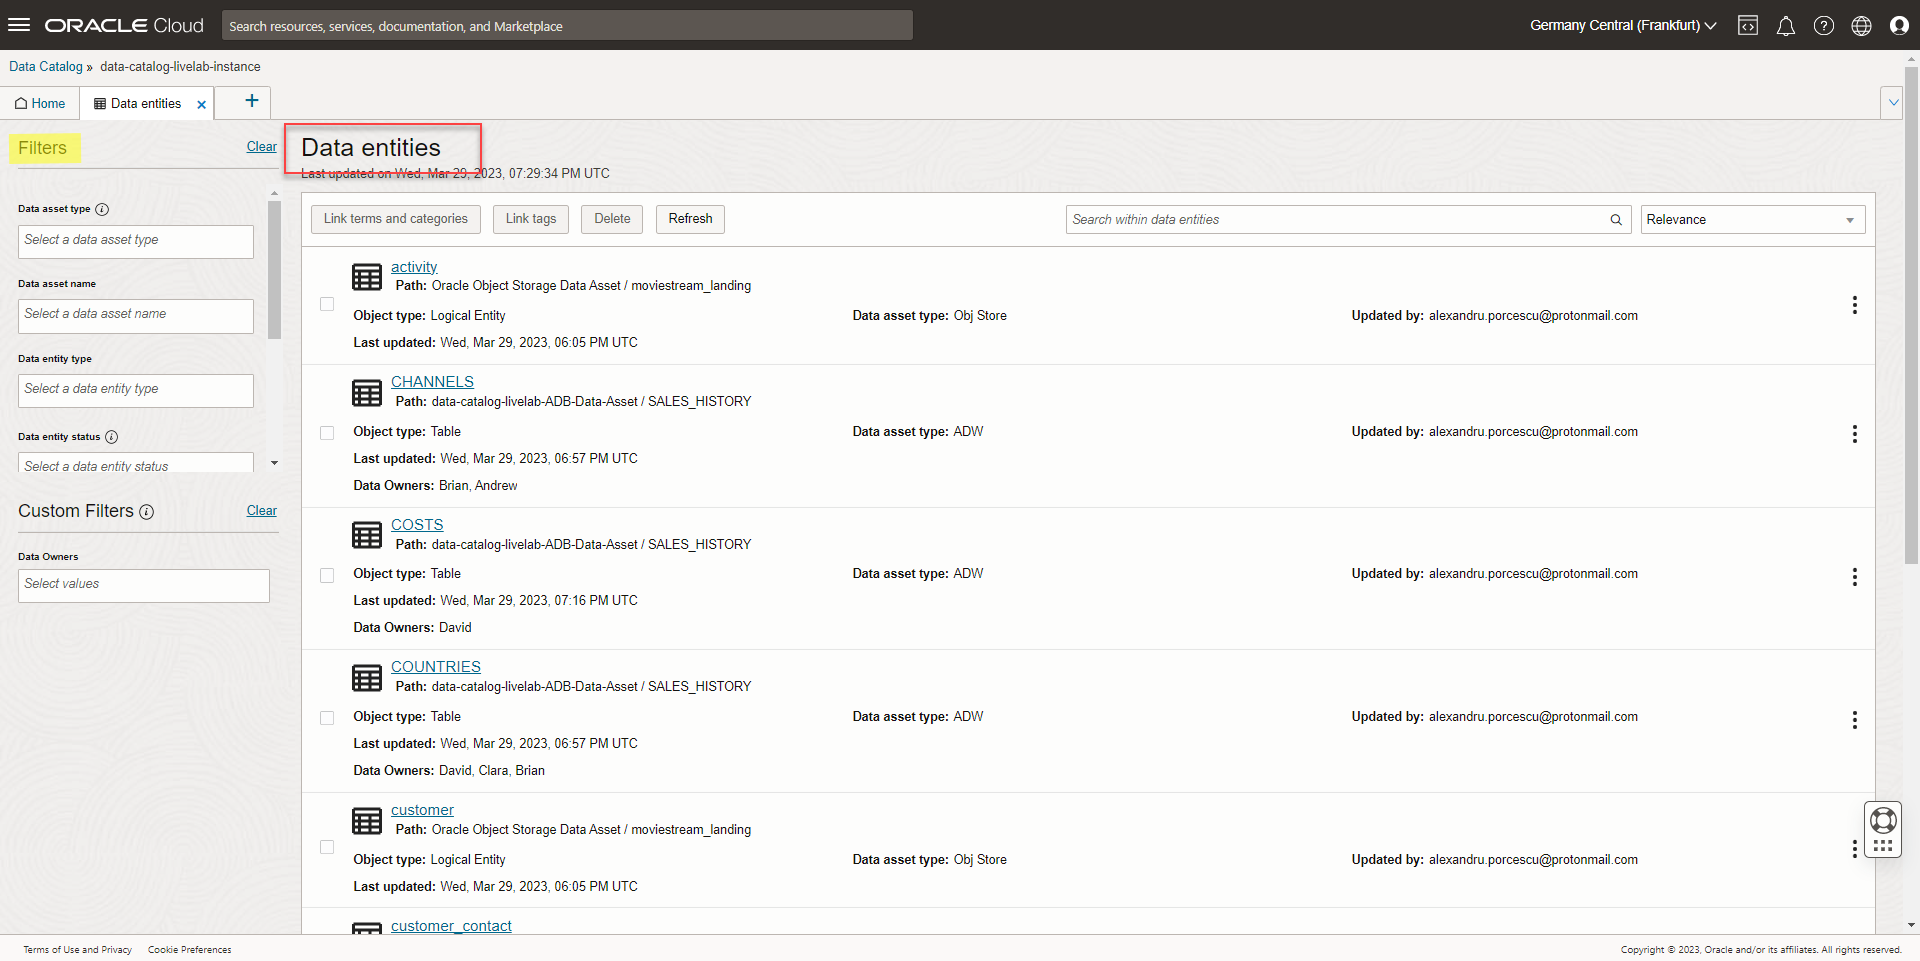 ORACLE Cloud
Search resources, services, documentation, and Marketplace
Germany Central (Frankfurt)
Data Catalog » data-catalog-livelab-instance
Home
Data entities
Filters
Clear
Data asset type
Select a data asset type
Data asset name
Select a data asset name
Data entity type
Select a data entity type
Data entity status
Select a data entity status
Custom Filters
Clear
Data Owners
Select values
Data entities
Last updated on Wed, Mar 29, 2023, 07:29:34 PM UTC
Link terms and categories
Link tags
Delete
Refresh
Search within data entities
Relevance
activity
Path: Oracle Object Storage Data Asset / moviestream_landing
Object type: Logical Entity
Data asset type: Obj Store
Updated by: alexandru.porcescu@protonmail.com
Last updated: Wed, Mar 29, 2023, 06:05 PM UTC
CHANNELS
Path: data-catalog-livelab-ADB-Data-Asset / SALES_HISTORY
Object type: Table
Data asset type: ADW
Updated by: alexandru.porcescu@protonmail.com
Last updated: Wed, Mar 29, 2023, 06:57 PM UTC
Data Owners: Brian, Andrew
COSTS
Path: data-catalog-livelab-ADB-Data-Asset / SALES_HISTORY
Object type: Table
Data asset type: ADW
Updated by: alexandru.porcescu@protonmail.com
Last updated: Wed, Mar 29, 2023, 07:16 PM UTC
Data Owners: David
COUNTRIES
Path: data-catalog-livelab-ADB-Data-Asset / SALES_HISTORY
Object type: Table
Data asset type: ADW
Updated by: alexandru.porcescu@protonmail.com
Last updated: Wed, Mar 29, 2023, 06:57 PM UTC
Data Owners: David, Clara, Brian
customer
Path: Oracle Object Storage Data Asset / moviestream_landing
Object type: Logical Entity
Data asset type: Obj Store
Updated by: alexandru.porcescu@protonmail.com
Last updated: Wed, Mar 29, 2023, 06:05 PM UTC
customer_contact
Terms of Use and Privacy
Cookie Preferences
Copyright © 2023, Oracle and/or its affiliates. All rights reserved.